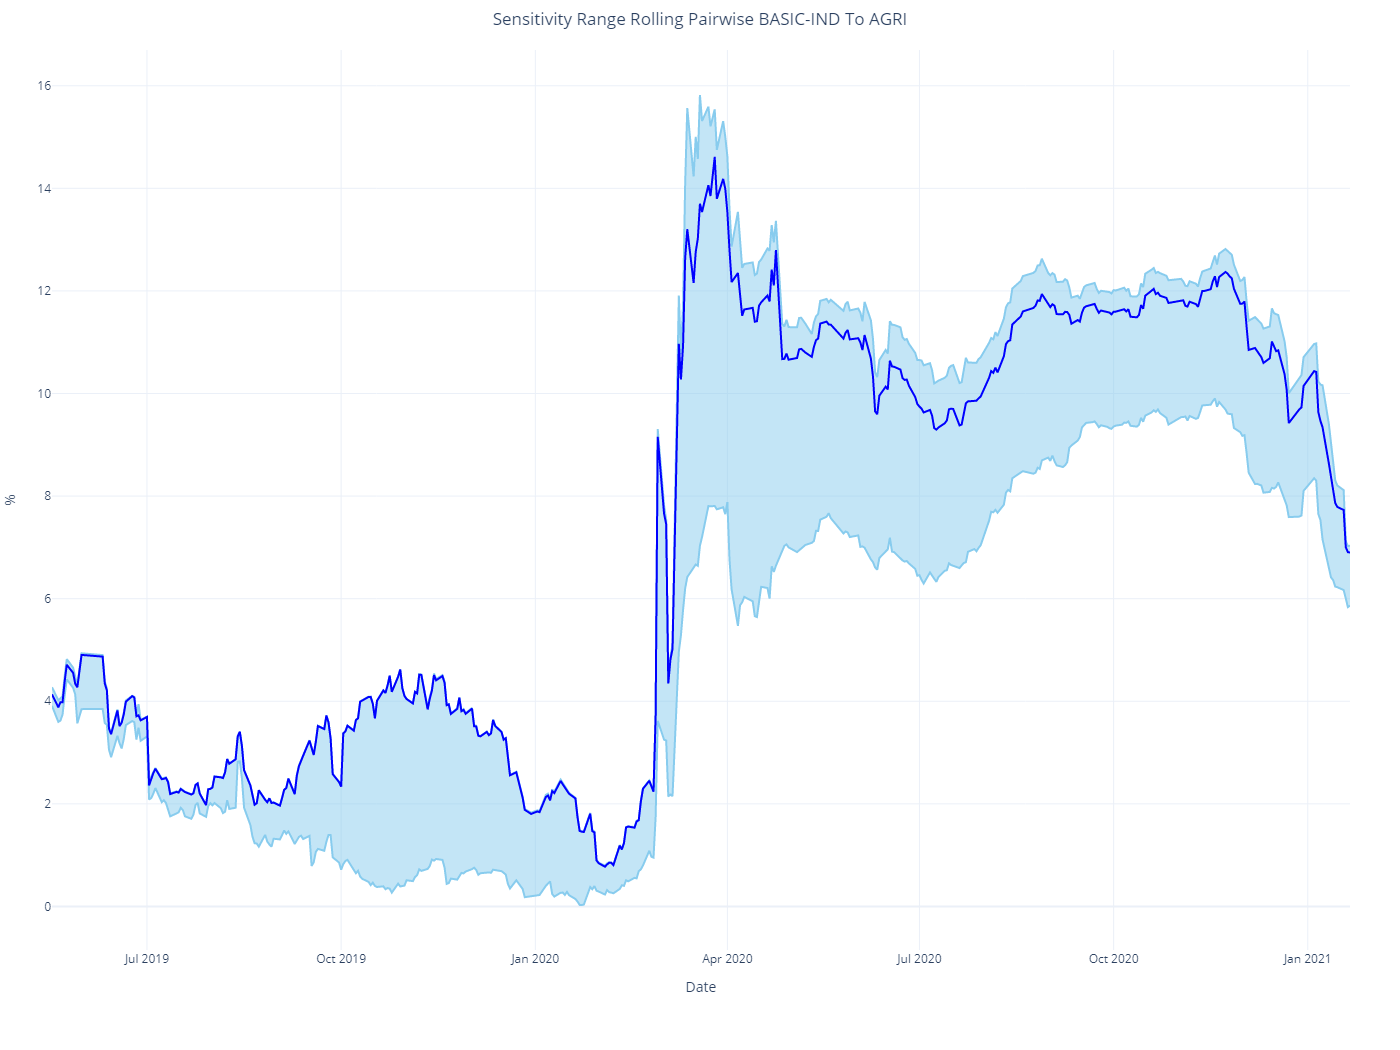 Sensitivity Range Rolling Pairwise BASIC-IND To AGRI
16
14
12
10
8
6
4
2
0
%
Jul 2019
Oct 2019
Jan 2020
Apr 2020
Jul 2020
Oct 2020
Jan 2021
Date